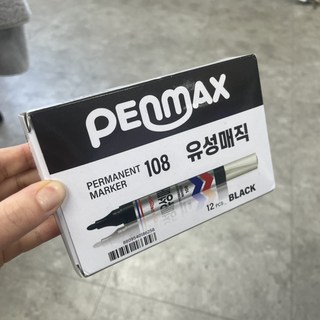 PENMAX
PERMANENT
MARKER
108
유성매직
12 PCS.
BLACK